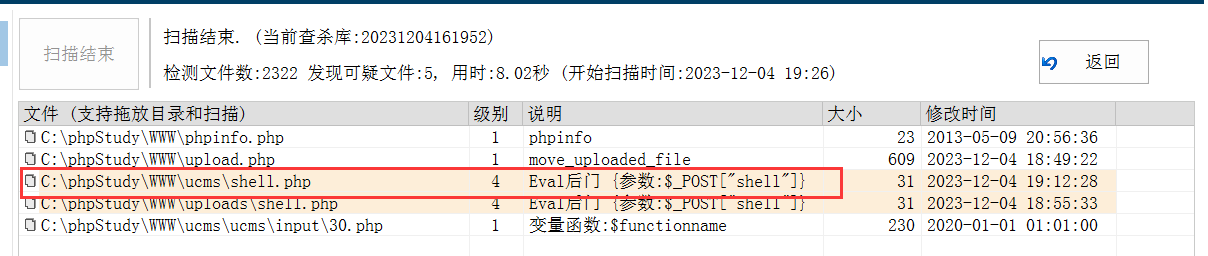 扫描结束
扫描结束. (当前查杀库:20231204161952)
检测文件数:2322 发现可疑文件:5, 用时:8.02秒 (开始扫描时间:2023-12-04 19:26)
返回
文件 (支持拖放目录和扫描) 级别 说明 大小 修改时间
C:\phpStudy\WWW\phpinfo.php 1 phpinfo 23 2013-05-09 20:56:36
C:\phpStudy\WWW\upload.php 1 move_uploaded_file 609 2023-12-04 18:49:22
C:\phpStudy\WWW\ucms\shell.php 4 Eval后门 {参数:$_POST["shell"]} 31 2023-12-04 19:12:28
C:\phpStudy\WWW\uploads\shell.php 4 Eval后门 {参数:$_POST["shell"]} 31 2023-12-04 18:55:33
C:\phpStudy\WWW\ucms\ucms\input\30.php 1 变量函数:$functionname 230 2020-01-01 01:01:00